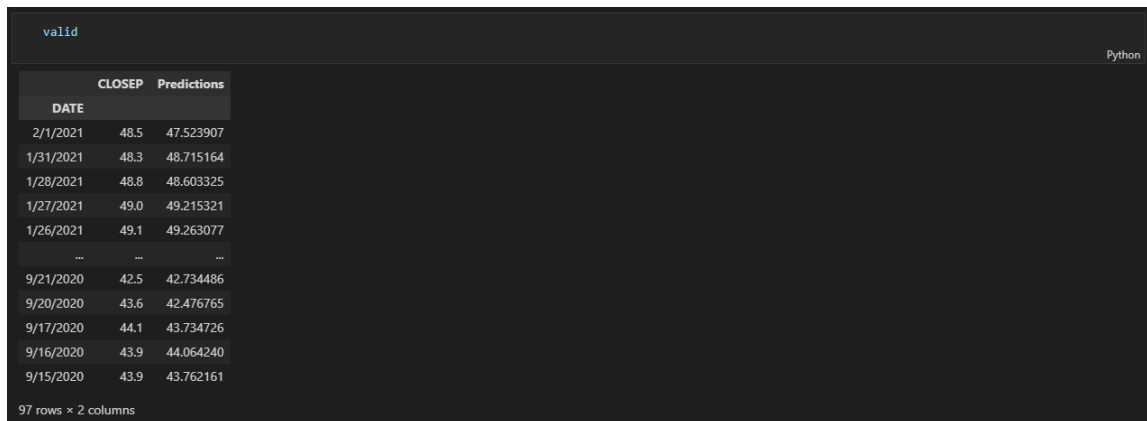 valid
Python
CLOSEP Predictions
DATE
2/1/2021 48.5 47.523907
1/31/2021 48.3 48.715164
1/28/2021 48.8 48.603325
1/27/2021 49.0 49.215321
1/26/2021 49.1 49.263077
... ... ...
9/21/2020 42.5 42.734486
9/20/2020 43.6 42.476765
9/17/2020 44.1 43.734726
9/16/2020 43.9 44.064240
9/15/2020 43.9 43.762161
97 rows × 2 columns